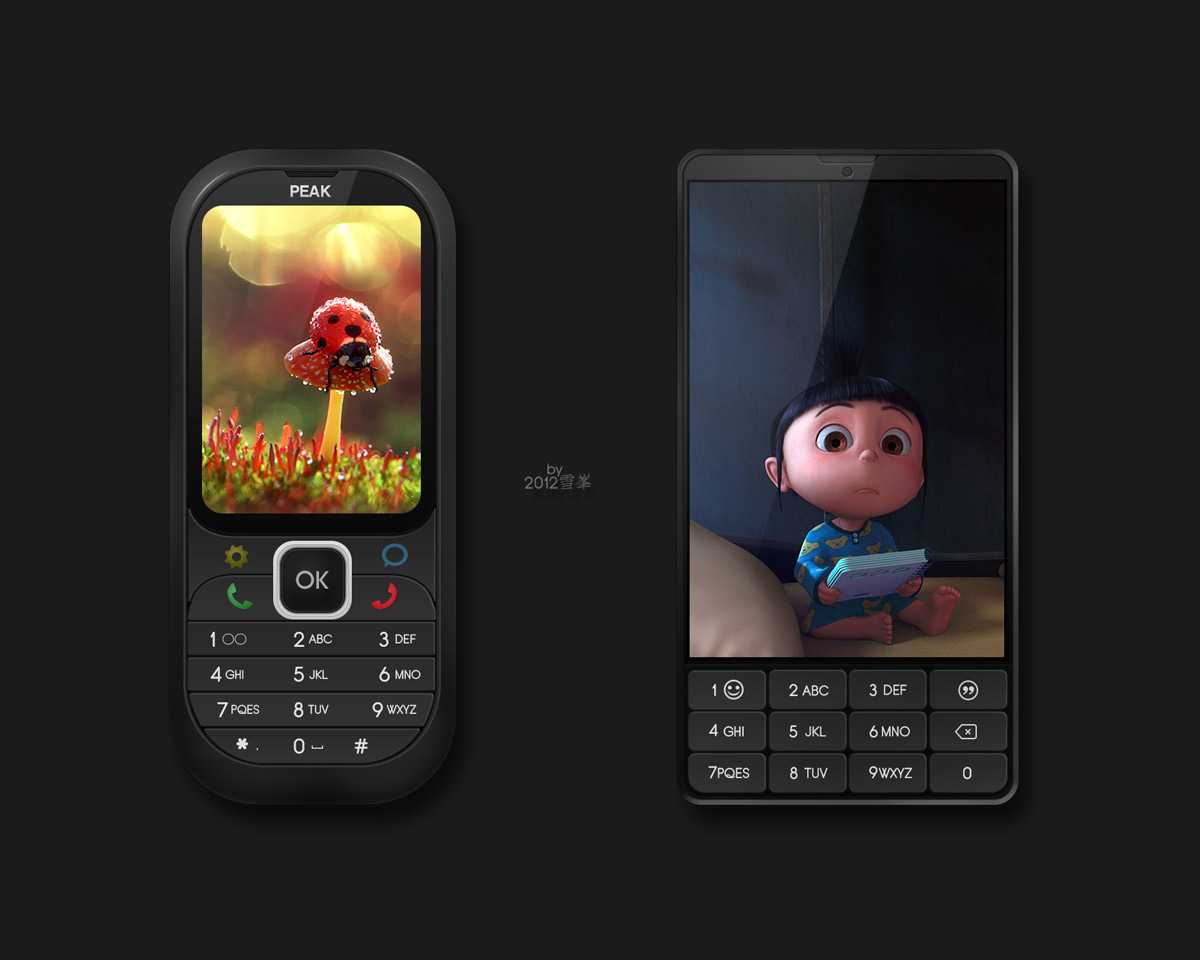 PEAK
OK
1
2 ABC
3 DEF
4 GHI
5 JKL
6 MNO
7 PQES
8 TUV
9 WXYZ
* .
0
#
by
2012雪峯
1
2 ABC
3 DEF
4 GHI
5 JKL
6 MNO
7PQES
8 TUV
9WXYZ
0